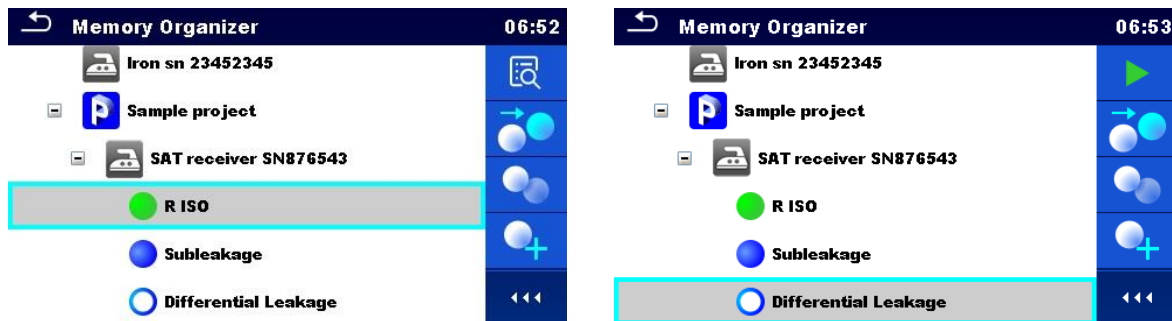 Memory Organizer 06:52
Iron sn 23452345
Sample project
SAT receiver SN876543
R ISO
Subleakage
Differential Leakage
Memory Organizer 06:53
Iron sn 23452345
Sample project
SAT receiver SN876543
R ISO
Subleakage
Differential Leakage